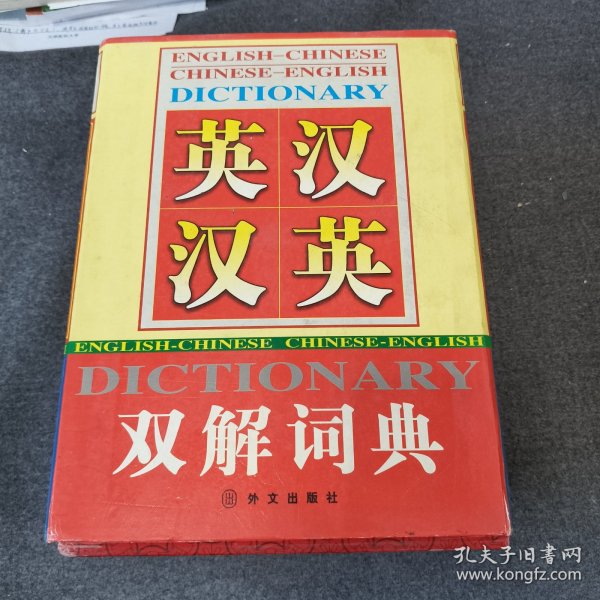 ENGLISH–CHINESE
CHINESE–ENGLISH
DICTIONARY
英汉
汉英
ENGLISH-CHINESE CHINESE-ENGLISH
DICTIONARY
双解词典
外文出版社
孔夫子旧书网
www.kongfz.com